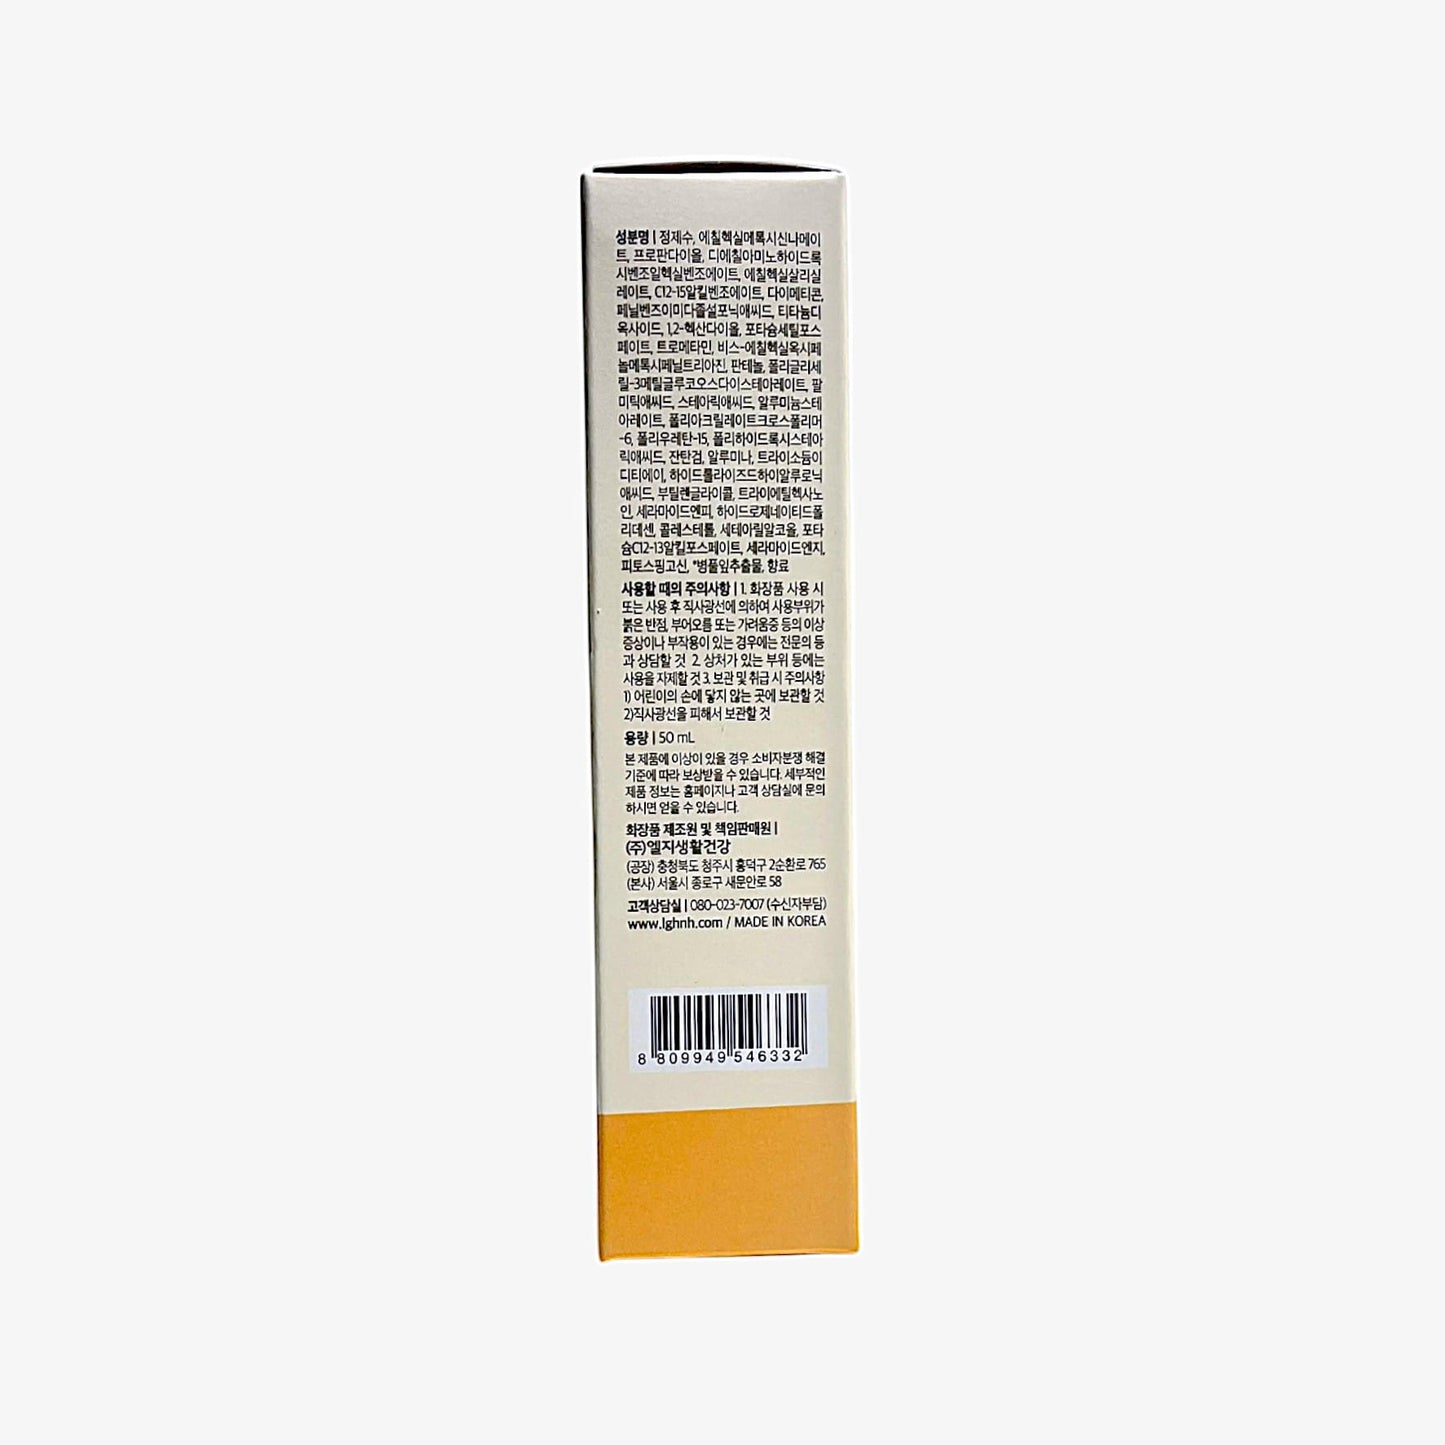 성분명 | 정제수, 에칠헥실메톡시신나메이
트, 프로판다이올, 디에칠아미노하이드록
시벤조일헥실벤조에이트, 에칠헥실살리실
레이트, C12-15알킬벤조에이트, 다이메티콘,
페닐벤즈이미다졸설포닉애씨드, 티타늄디
옥사이드, 1,2-헥산다이올, 포타슘세틸포스
페이트, 트로메타민, 비스-에칠헥실옥시페
놀메톡시페닐트리아진, 판테놀, 폴리글리세
릴-3메틸글루코오스다이스테아레이트, 팔
미틱애씨드, 스테아릭애씨드, 알루미늄스테
아레이트, 폴리아크릴레이트크로스폴리머
-6, 폴리우레탄-15, 폴리하이드록시스테아
릭애씨드, 잔탄검, 알루미나, 트라이소듐이
디티에이, 하이드롤라이즈드하이알루로닉
애씨드, 부틸렌글라이콜, 트라이에틸헥사노
인, 세라마이드엔피, 하이드로제네이티드폴
리데센, 콜레스테롤, 세테아릴알코올, 포타
슘C12-13알킬포스페이트, 세라마이드엔지,
피토스핑고신, *병풀잎추출물, 향료
사용할 때의 주의사항 | 1. 화장품 사용 시
또는 사용 후 직사광선에 의하여 사용부위가
붉은 반점, 부어오름 또는 가려움증 등의 이상
증상이나 부작용이 있는 경우에는 전문의 등
과 상담할 것 2. 상처가 있는 부위 등에는
사용을 자제할 것 3. 보관 및 취급 시 주의사항
1) 어린이의 손에 닿지 않는 곳에 보관할 것
2)직사광선을 피해서 보관할 것
용량 | 50 mL
본 제품에 이상이 있을 경우 소비자분쟁 해결
기준에 따라 보상받을 수 있습니다. 세부적인
제품 정보는 홈페이지나 고객 상담실에 문의
하시면 얻을 수 있습니다.
화장품 제조원 및 책임판매원 |
(주)엘지생활건강
(공장) 충청북도 청주시 흥덕구 2순환로 765
(본사) 서울시 종로구 새문안로 58
고객상담실 | 080-023-7007 (수신자부담)
www.lghnh.com / MADE IN KOREA
8 809949 546332